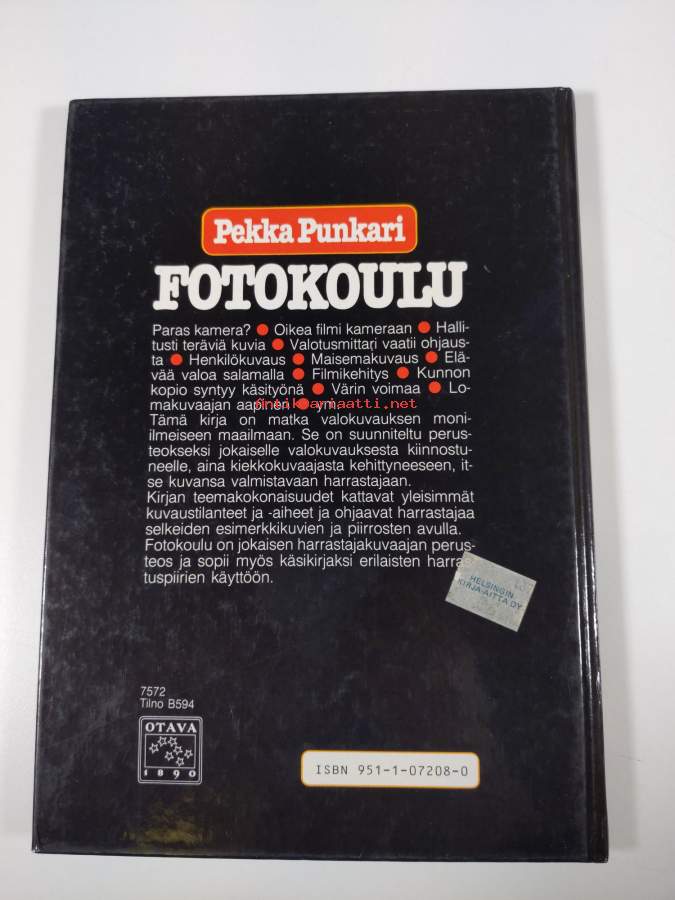 Pekka Punkari
FOTOKOULU
Paras kamera? ● Oikea filmi kameraan ● Halli-
tusti teräviä kuvia ● Valotusmittari vaatii ohjaus-
ta ● Henkilökuvaus ● Maisemakuvaus ● Elä-
vää valoa salamalla ● Filmikehitys ● Kunnon
kopio syntyy käsityönä ● Värin voimaa ● Lo-
makuvaajan aapinen ● ym.
antikvariaatti.net
Tämä kirja on matka valokuvauksen moni-
ilmeiseen maailmaan. Se on suunniteltu perus-
teokseksi jokaiselle valokuvauksesta kiinnostu-
neelle, aina kiekkokuvaajasta kehittyneeseen, it-
se kuvansa valmistavaan harrastajaan.
Kirjan teemakokonaisuudet kattavat yleisimmät
kuvaustilanteet ja -aiheet ja ohjaavat harrastajaa
selkeiden esimerkkikuvien ja piirrosten avulla.
Fotokoulu on jokaisen harrastajakuvaajan perus-
teos ja sopii myös käsikirjaksi erilaisten harras-
tuspiirien käyttöön.
HELSINGIN
KIRJA-AITTA OY
7572
Tilno B594
OTAVA
1890
ISBN 951-1-07208-0